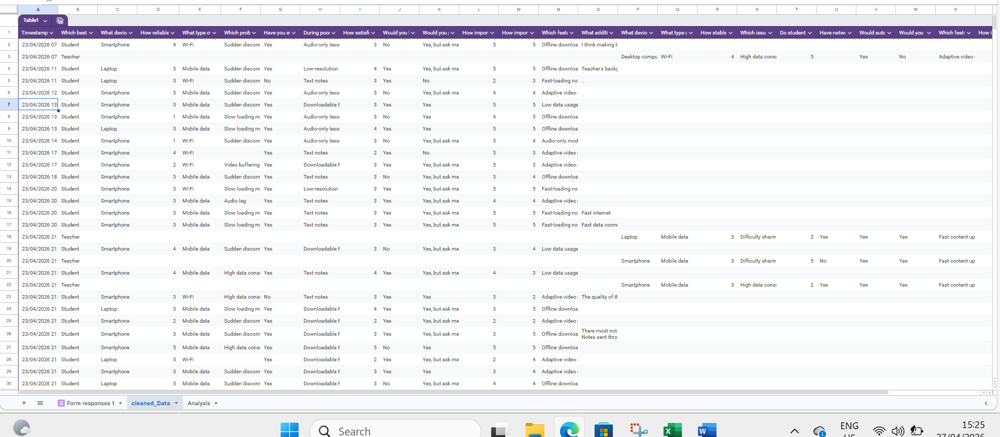 A B C D E F G H I J K L M N O P Q R S T U V W X
Table1
1 Timestamp Which best What devic How reliable What type o Which prob Have you e During poor How satisfi Would you Would you How impor How impor Which featu What additi What devic What type How stable Which issu Do student Have netw Would auto Would you Which feat How i
2 23/04/2026 07: Student Smartphone 4 Wi-Fi Sudden disconr Yes Audio-only less 3 No Yes, but ask me 5 5 Offline downloa I think making t
3 23/04/2026 07: Teacher Desktop compu Wi-Fi 4 High data consu 5 Yes No Adaptive video
4 23/04/2026 11: Student Laptop 3 Mobile data Sudden disconr Yes Low-resolution 4 Yes Yes, but ask me 5 5 Offline downloa Teacher's backg
5 23/04/2026 11: Student Laptop 3 Wi-Fi Sudden disconr No Text notes 3 Yes No 2 3 Fast-loading no ..
6 23/04/2026 12: Student Smartphone 3 Mobile data Sudden disconr Yes Audio-only less 3 No Yes, but ask me 4 4 Adaptive video
7 23/04/2026 13: Student Smartphone 3 Mobile data Sudden disconr Yes Downloadable F 3 Yes Yes 5 5 Low data usage
8 23/04/2026 13: Student Smartphone 1 Mobile data Slow loading m Yes Audio-only less 3 No Yes 4 5 Offline downloa
9 23/04/2026 13: Student Laptop 3 Mobile data Slow loading m Yes Audio-only less 4 Yes Yes 5 5 Offline downloa
10 23/04/2026 14: Student Smartphone 1 Wi-Fi Sudden disconr Yes Audio-only less 3 No Yes, but ask me 3 4 Audio-only mod
11 23/04/2026 17: Student Smartphone 4 Wi-Fi Yes Text notes 2 Yes No 3 3 Adaptive video
12 23/04/2026 17: Student Smartphone 2 Wi-Fi Video buffering Yes Downloadable F 3 Yes Yes, but ask me 5 3 Adaptive video
13 23/04/2026 18: Student Smartphone 3 Mobile data Sudden disconr Yes Text notes 3 No Yes, but ask me 3 4 Offline downloa
14 23/04/2026 20: Student Smartphone 3 Wi-Fi Slow loading m Yes Low-resolution 3 Yes Yes, but ask me 5 5 Fast-loading no
15 23/04/2026 20: Student Smartphone 3 Mobile data Audio lag Yes Text notes 3 Yes Yes, but ask me 4 4 Adaptive video
16 23/04/2026 20: Student Smartphone 3 Mobile data Slow loading m Yes Text notes 3 Yes Yes, but ask me 5 5 Fast-loading no Fast internet
17 23/04/2026 20: Student Smartphone 3 Mobile data Slow loading m Yes Text notes 3 Yes Yes, but ask me 5 5 Fast-loading no Fast data conne
18 23/04/2026 21: Teacher Laptop Mobile data 3 Difficulty sharin 3 Yes Yes Yes Fast content up
19 23/04/2026 21: Student Smartphone 4 Mobile data Sudden disconr Yes Downloadable F 3 No Yes, but ask me 3 4 Low data usage
20 23/04/2026 21: Teacher Smartphone Mobile data 3 Difficulty sharin 5 No Yes Yes Fast content up
21 23/04/2026 21: Student Smartphone 4 Mobile data High data consu Yes Text notes 4 Yes Yes, but ask me 4 3 Low data usage
22 23/04/2026 21: Teacher Smartphone Mobile data 3 High data consu 2 Yes Yes Yes Fast content up
23 23/04/2026 21: Student Smartphone 3 Wi-Fi High data consu No Text notes 3 Yes Yes 3 2 Adaptive video The quality of th
24 23/04/2026 21: Student Laptop 3 Mobile data Slow loading m Yes Downloadable F 4 Yes Yes, but ask me 3 5 Offline downloa
25 23/04/2026 21: Student Smartphone 2 Mobile data Sudden disconr Yes Downloadable F 2 Yes Yes, but ask me 2 2 Adaptive video
26 23/04/2026 21: Student Smartphone 3 Mobile data Sudden disconr Yes Downloadable F 3 Yes Yes, but ask me 3 5 Offline downloa There most not
Notes sent thro
27 23/04/2026 21: Student Smartphone 5 Mobile data High data consu Yes Downloadable F 5 No Yes 5 5 Offline downloa
28 23/04/2026 21: Student Laptop 3 Wi-Fi Yes Downloadable F 2 Yes Yes, but ask me 2 4 Adaptive video
29 23/04/2026 21: Student Smartphone 3 Mobile data Sudden disconr Yes Downloadable F 3 Yes Yes 3 4 Adaptive video
30 23/04/2026 21: Student Laptop 3 Mobile data Sudden disconr Yes Downloadable F 3 No Yes, but ask me 4 4 Offline downloa
Form responses 1 cleaned_Data Analysis
Search
ENG
US
15:25
27/04/2026